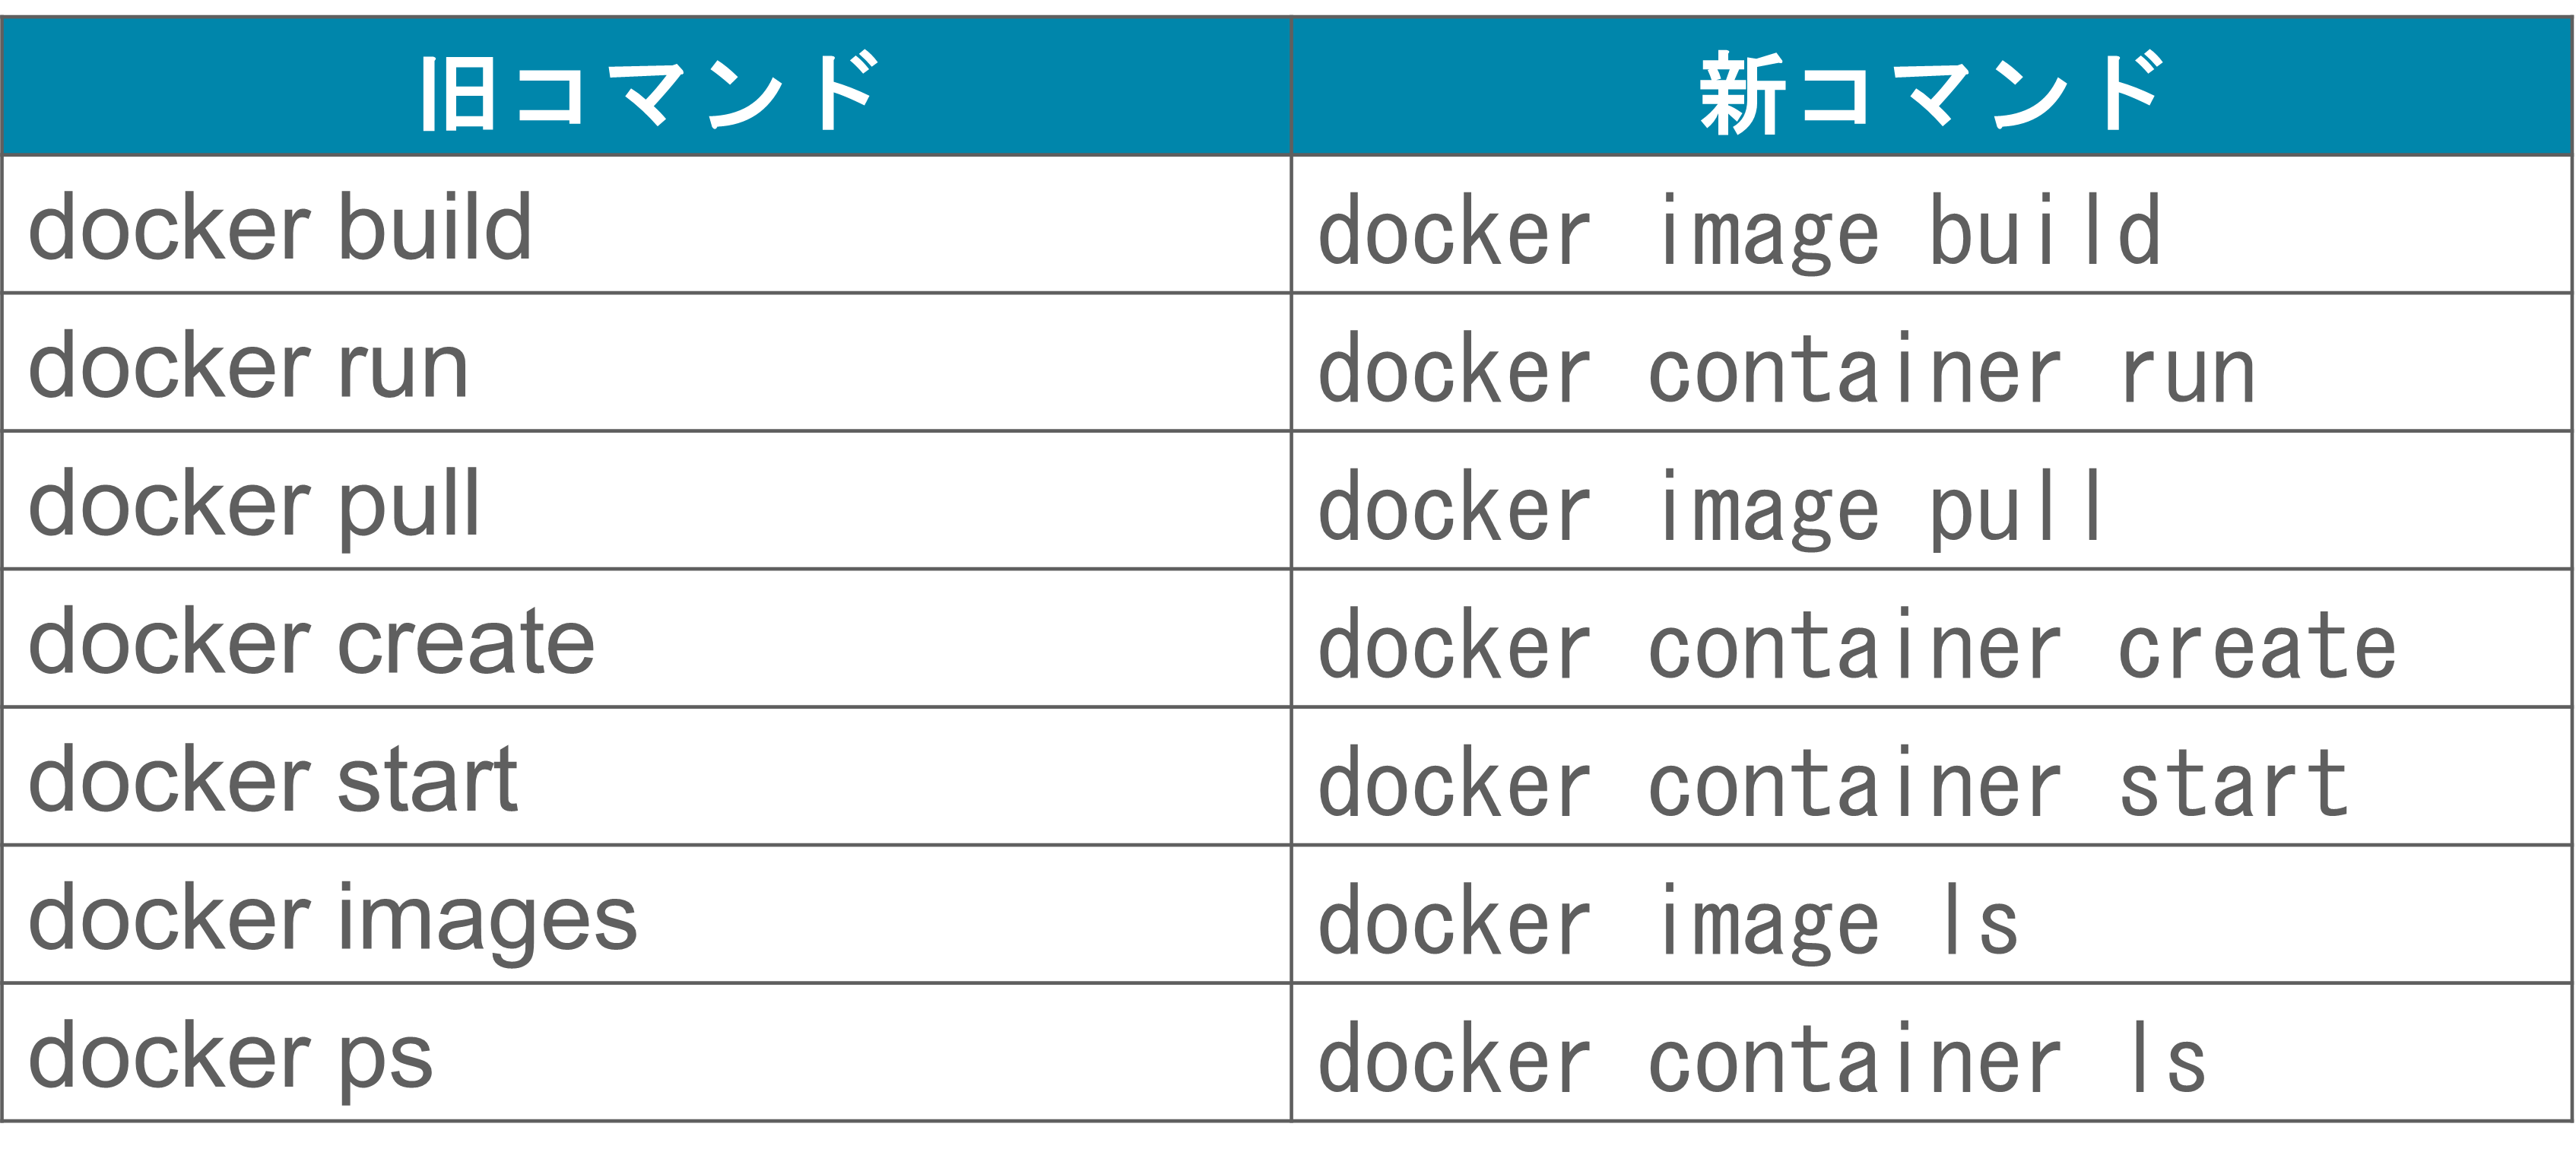 旧コマンド 新コマンド
docker build docker image build
docker run docker container run
docker pull docker image pull
docker create docker container create
docker start docker container start
docker images docker image ls
docker ps docker container ls